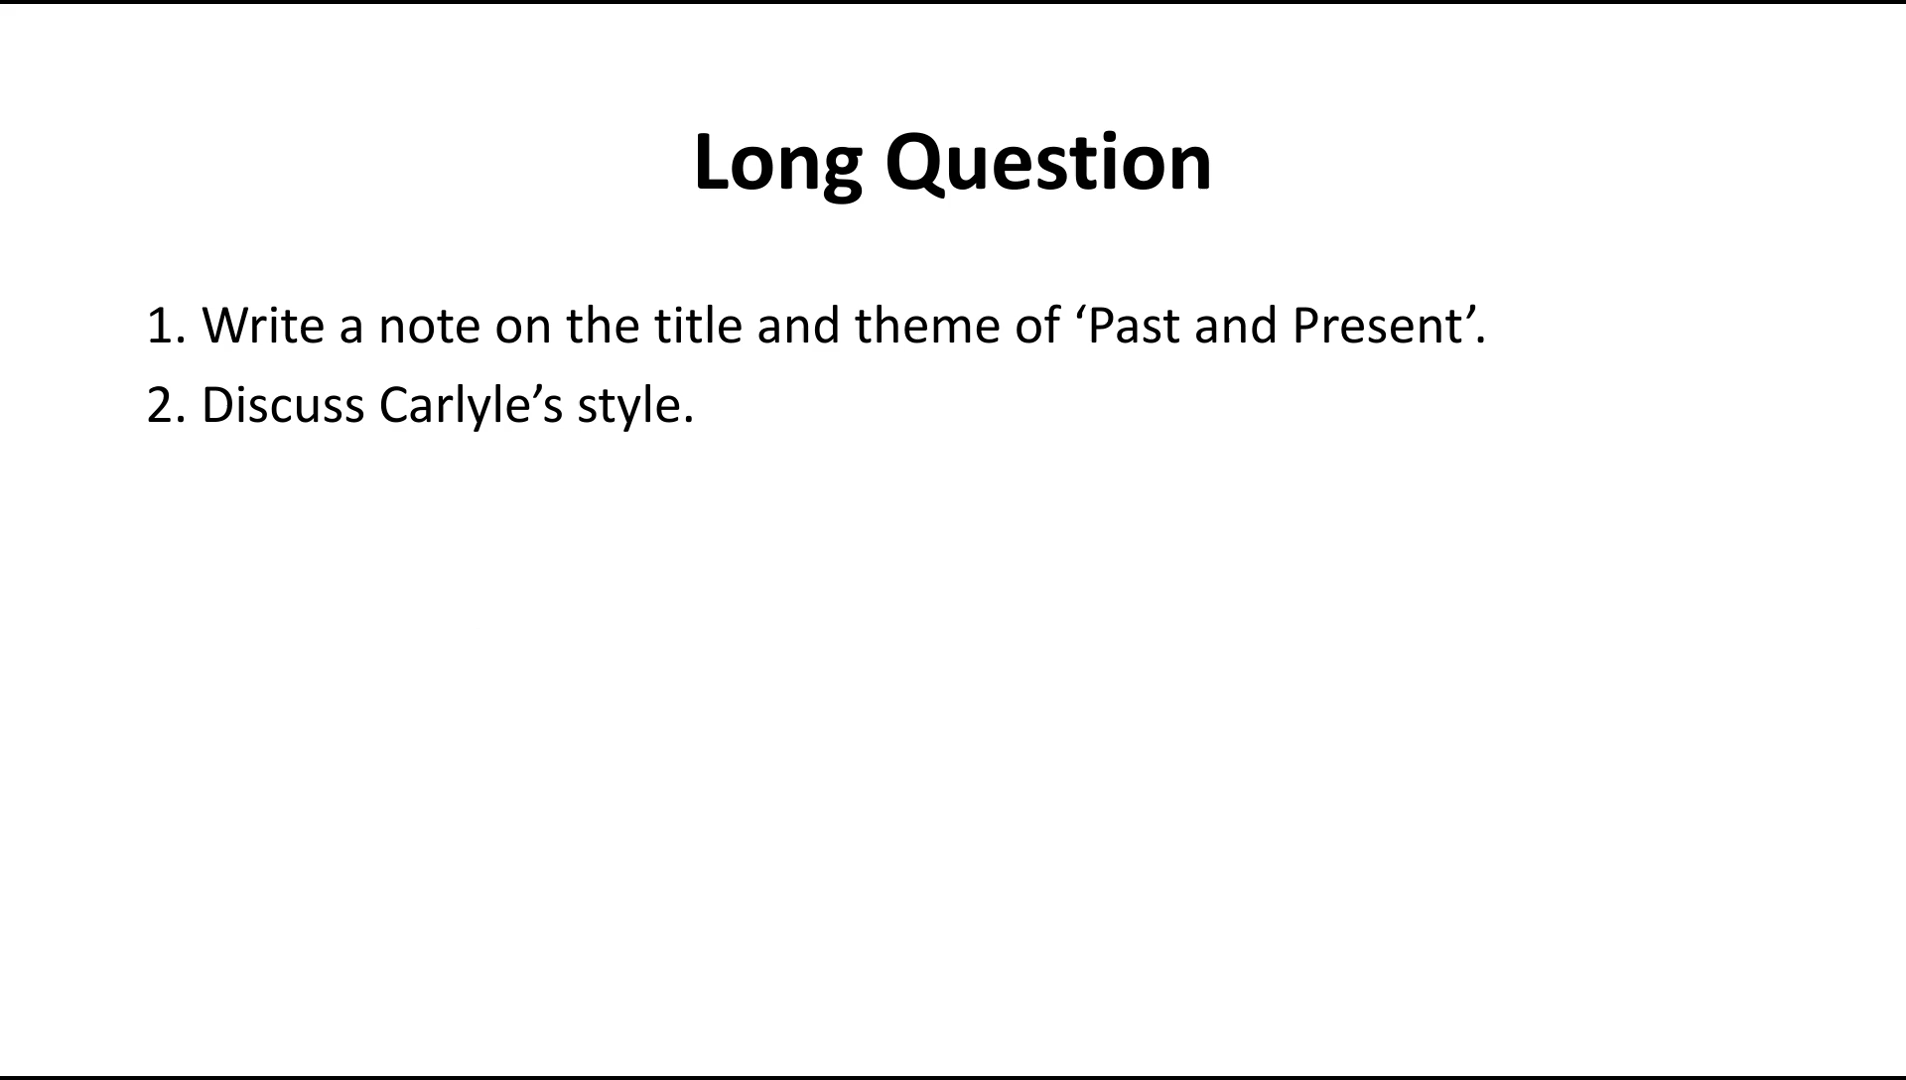 Long Question
1. Write a note on the title and theme of ‘Past and Present’.
2. Discuss Carlyle’s style.